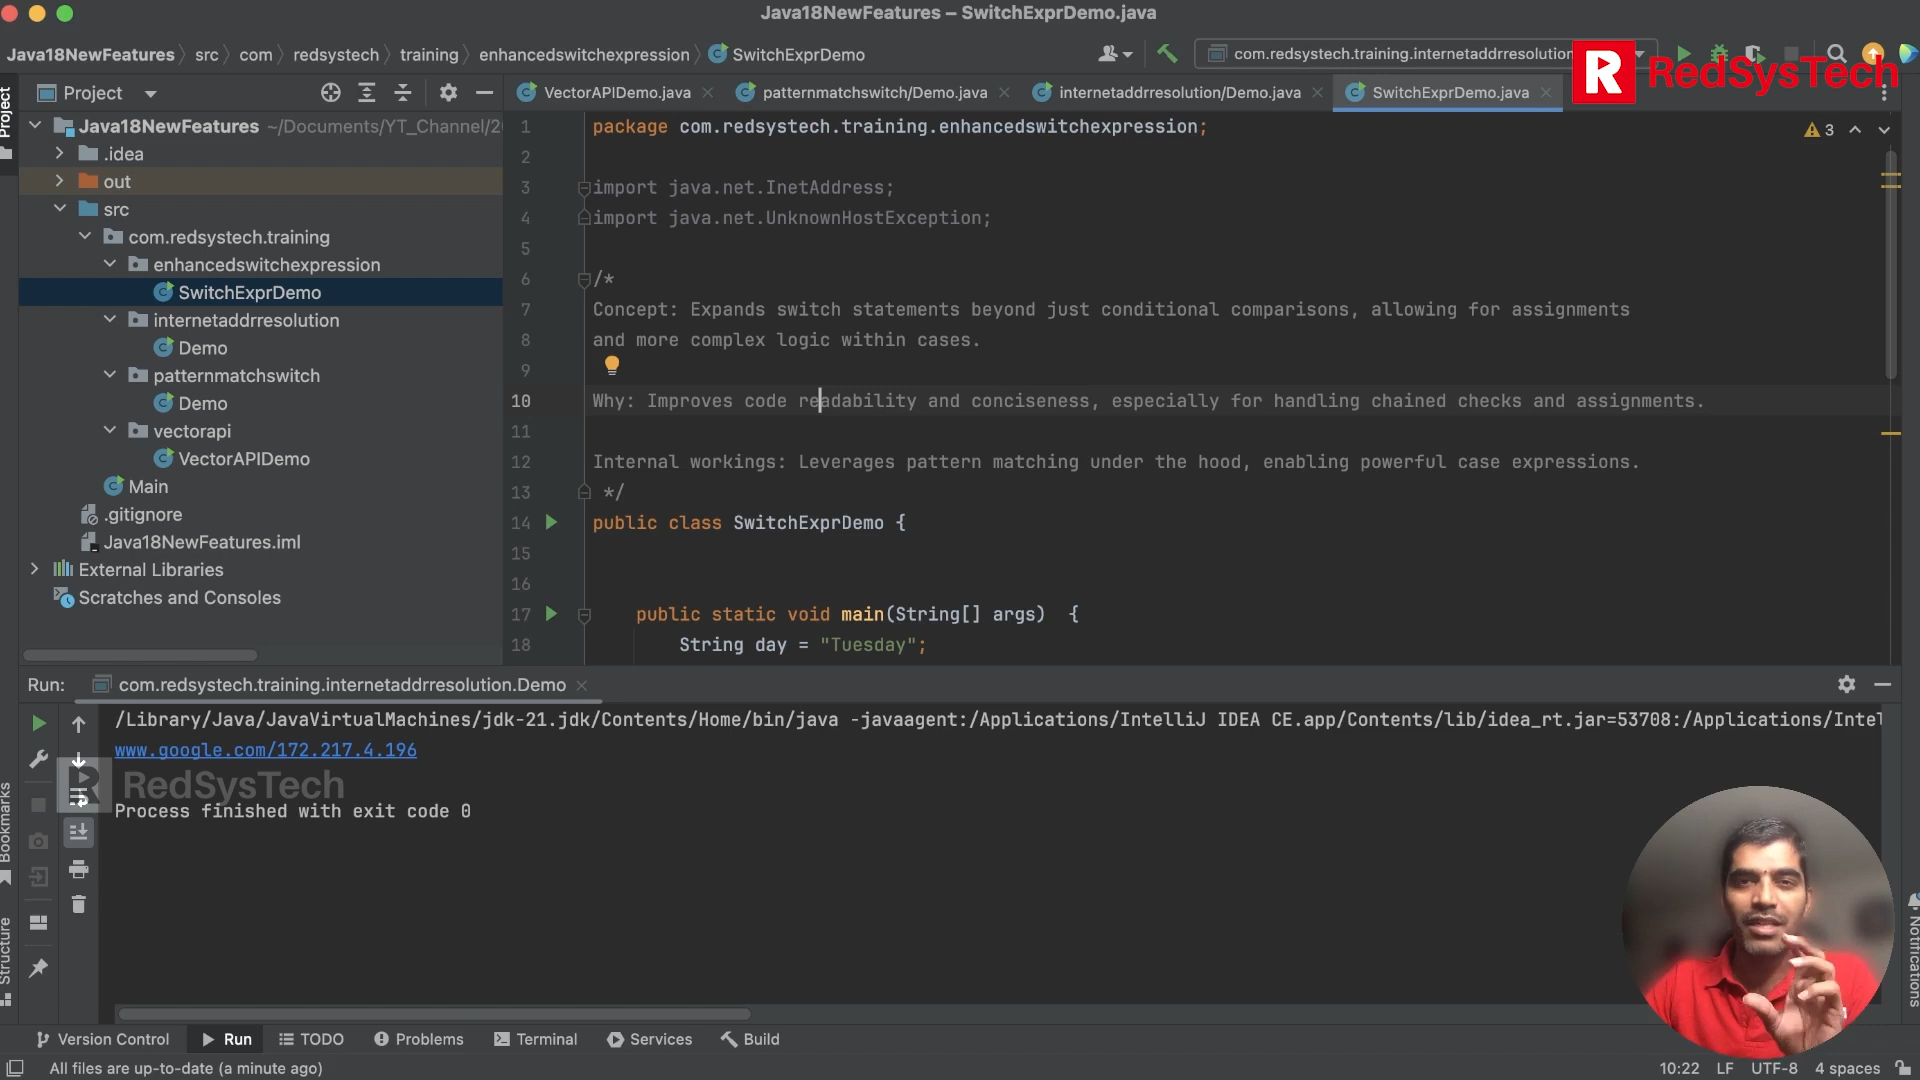 Java18NewFeatures – SwitchExprDemo.java
Java18NewFeatures src com redsystech training enhancedswitchexpression SwitchExprDemo
com.redsystech.training.internetaddrresolution
R RedSysTech
Project
Project
VectorAPIDemo.java
patternmatchswitch/Demo.java
internetaddrresolution/Demo.java
SwitchExprDemo.java
Java18NewFeatures ~/Documents/YT_Channel/2
.idea
out
src
com.redsystech.training
enhancedswitchexpression
SwitchExprDemo
internetaddrresolution
Demo
patternmatchswitch
Demo
vectorapi
VectorAPIDemo
Main
.gitignore
Java18NewFeatures.iml
External Libraries
Scratches and Consoles
3
1 package com.redsystech.training.enhancedswitchexpression;
2
3 import java.net.InetAddress;
4 import java.net.UnknownHostException;
5
6 /*
7 Concept: Expands switch statements beyond just conditional comparisons, allowing for assignments
8 and more complex logic within cases.
9
10 Why: Improves code readability and conciseness, especially for handling chained checks and assignments.
11
12 Internal workings: Leverages pattern matching under the hood, enabling powerful case expressions.
13 */
14 public class SwitchExprDemo {
15
16
17 public static void main(String[] args) {
18 String day = "Tuesday";
Run: com.redsystech.training.internetaddrresolution.Demo
/Library/Java/JavaVirtualMachines/jdk-21.jdk/Contents/Home/bin/java -javaagent:/Applications/IntelliJ IDEA CE.app/Contents/lib/idea_rt.jar=53708:/Applications/Intel
www.google.com/172.217.4.196
R RedSysTech
Process finished with exit code 0
Bookmarks
Structure
Notifications
Version Control Run TODO Problems Terminal Services Build
All files are up-to-date (a minute ago)
10:22 LF UTF-8 4 spaces